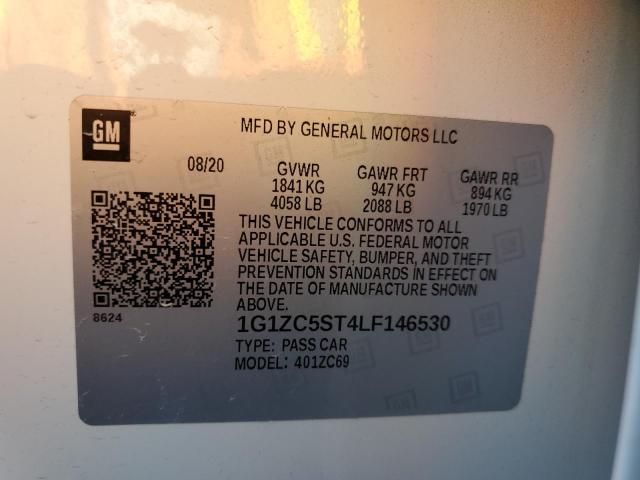 GM
MFD BY GENERAL MOTORS LLC
08/20 GVWR GAWR FRT GAWR RR
1841 KG 947 KG 894 KG
4058 LB 2088 LB 1970 LB
THIS VEHICLE CONFORMS TO ALL
APPLICABLE U.S. FEDERAL MOTOR
VEHICLE SAFETY, BUMPER, AND THEFT
PREVENTION STANDARDS IN EFFECT ON
THE DATE OF MANUFACTURE SHOWN
ABOVE.
8624
1G1ZC5ST4LF146530
TYPE: PASS CAR
MODEL: 401ZC69